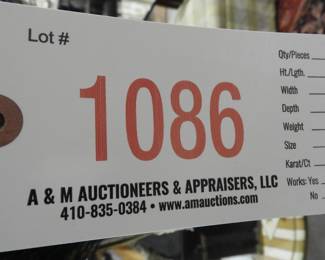 Lot #
1086
A & M AUCTIONEERS & APPRAISERS, LLC
410-835-0384 • www.amauctions.com
Qty/Pieces
Ht./Lgth.
Width
Depth
Weight
Size
Karat/Ct
Works: Yes
No